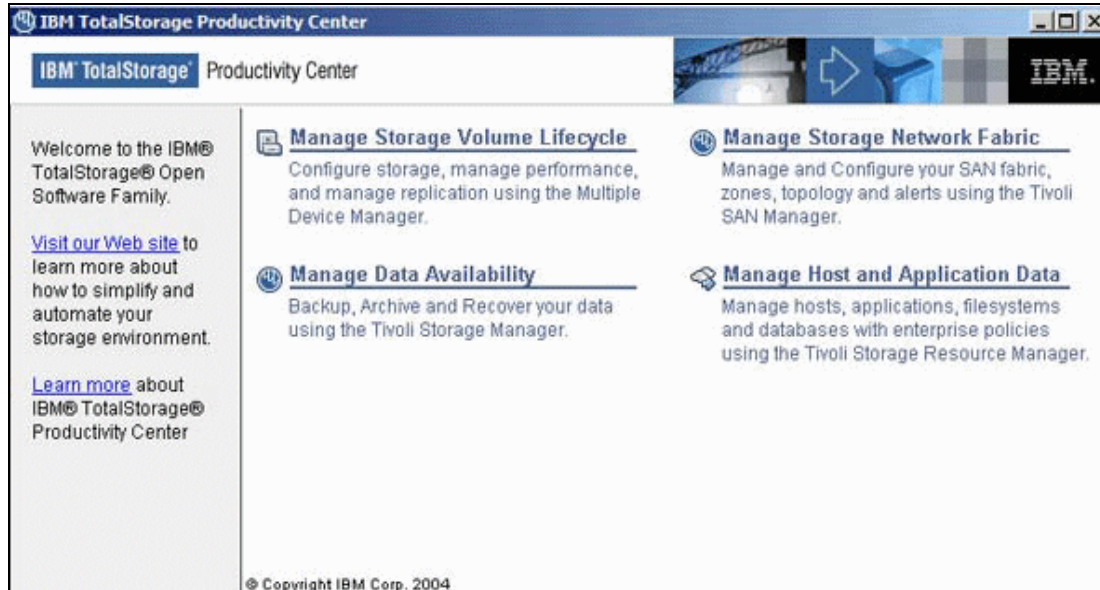 IBM TotalStorage Productivity Center
IBM TotalStorage® Productivity Center
IBM.
Welcome to the IBM®
TotalStorage® Open
Software Family.
Visit our Web site to
learn more about
how to simplify and
automate your
storage environment.
Learn more about
IBM® TotalStorage®
Productivity Center
Manage Storage Volume Lifecycle
Configure storage, manage performance,
and manage replication using the Multiple
Device Manager.
Manage Storage Network Fabric
Manage and Configure your SAN fabric,
zones, topology and alerts using the Tivoli
SAN Manager.
Manage Data Availability
Backup, Archive and Recover your data
using the Tivoli Storage Manager.
Manage Host and Application Data
Manage hosts, applications, filesystems
and databases with enterprise policies
using the Tivoli Storage Resource Manager.
© Copyright IBM Corp. 2004